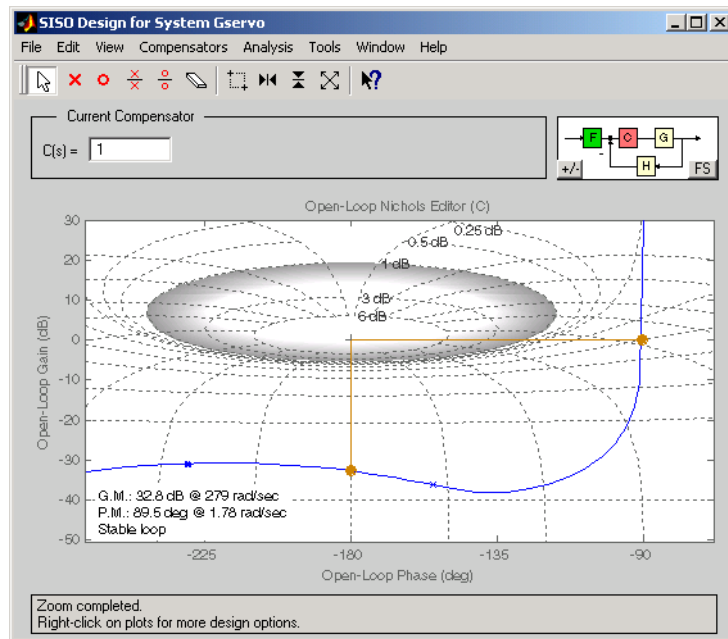 SISO Design for System Gservo
File Edit View Compensators Analysis Tools Window Help
Current Compensator
C(s) = 1
F C G
-
H
+/- FS
Open-Loop Nichols Editor (C)
30
20
10
0
-10
-20
-30
-40
-50
Open-Loop Gain (dB)
0.25 dB
0.5 dB
1 dB
3 dB
6 dB
G.M.: 32.8 dB @ 279 rad/sec
P.M.: 89.5 deg @ 1.78 rad/sec
Stable loop
-225 -180 -135 -90
Open-Loop Phase (deg)
Zoom completed.
Right-click on plots for more design options.